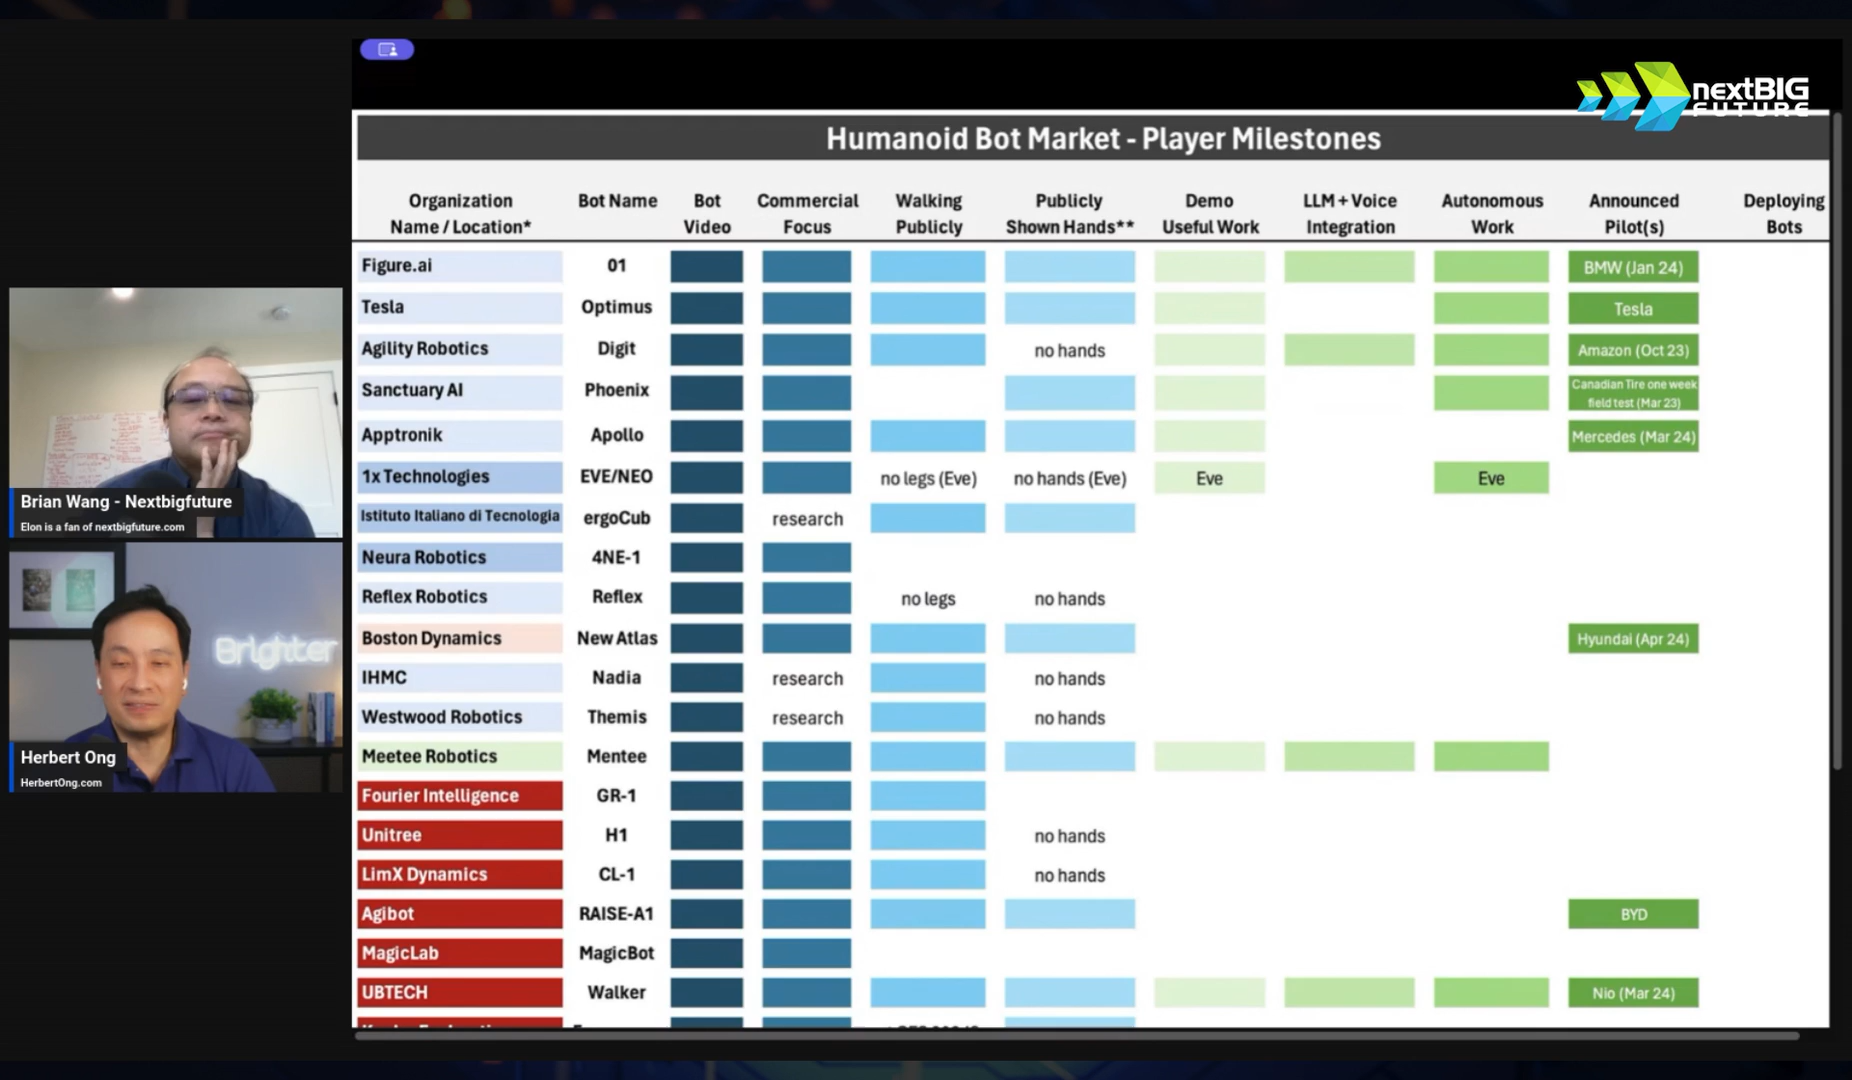 nextBIG
FUTURE
Humanoid Bot Market - Player Milestones
Organization Name / Location* Bot Name Bot Video Commercial Focus Walking Publicly Publicly Shown Hands** Demo Useful Work LLM + Voice Integration Autonomous Work Announced Pilot(s) Deploying Bots
Figure.ai 01 BMW (Jan 24)
Tesla Optimus Tesla
Agility Robotics Digit no hands Amazon (Oct 23)
Sanctuary AI Phoenix Canadian Tire one week field test (Mar 23)
Apptronik Apollo Mercedes (Mar 24)
1x Technologies EVE/NEO no legs (Eve) no hands (Eve) Eve Eve
Istituto Italiano di Tecnologia ergoCub research
Neura Robotics 4NE-1
Reflex Robotics Reflex no legs no hands
Boston Dynamics New Atlas Hyundai (Apr 24)
IHMC Nadia research no hands
Westwood Robotics Themis research no hands
Meetee Robotics Mentee
Fourier Intelligence GR-1
Unitree H1 no hands
LimX Dynamics CL-1 no hands
Agibot RAISE-A1 BYD
MagicLab MagicBot
UBTECH Walker Nio (Mar 24)
Brian Wang - Nextbigfuture
Elon is a fan of nextbigfuture.com
Brighter
Herbert Ong
HerbertOng.com